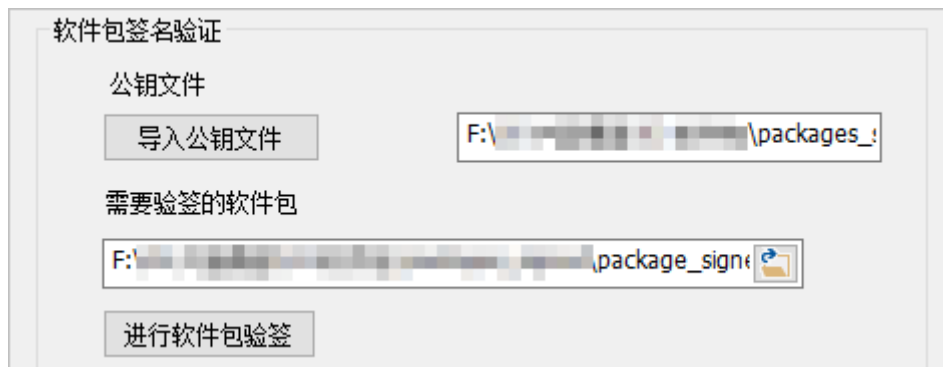 软件包签名验证
公钥文件
导入公钥文件 F:\ \packages_s
需要验签的软件包
F:\ \package_signe
进行软件包验签